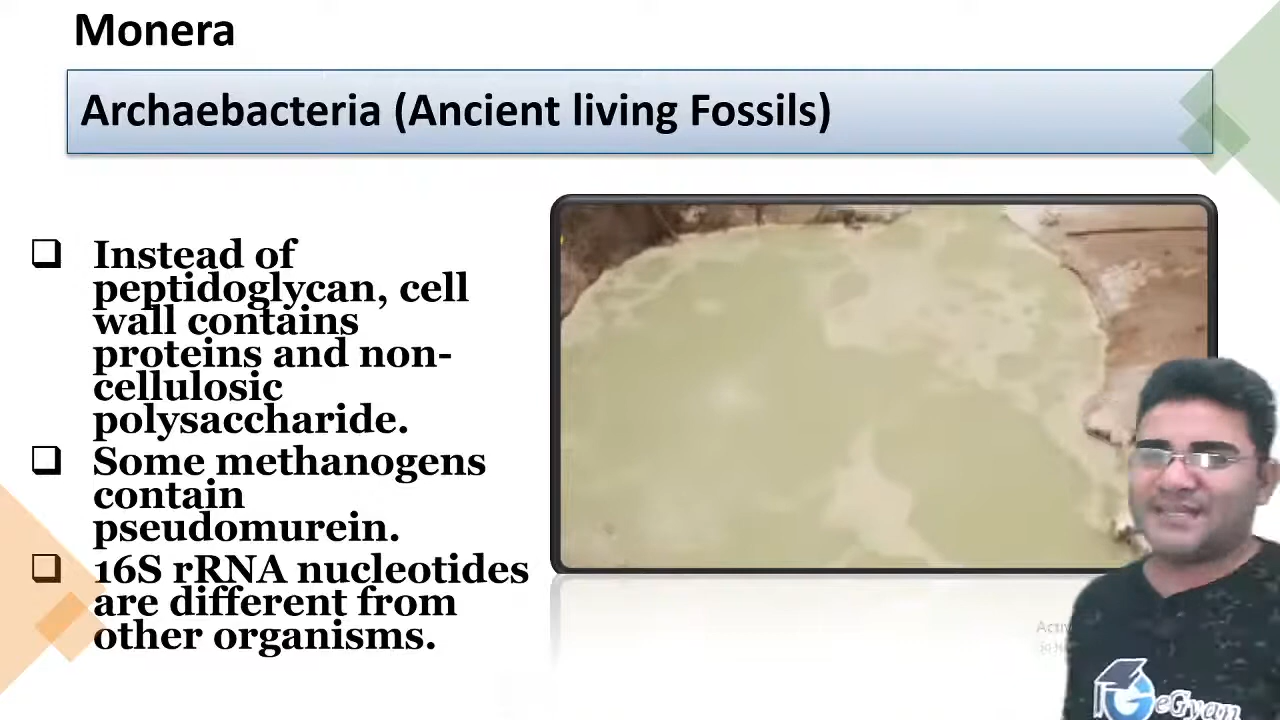 Monera
Archaebacteria (Ancient living Fossils)
❑ Instead of
peptidoglycan, cell
wall contains
proteins and non-
cellulosic
polysaccharide.
❑ Some methanogens
contain
pseudomurein.
❑ 16S rRNA nucleotides
are different from
other organisms.
eGyan